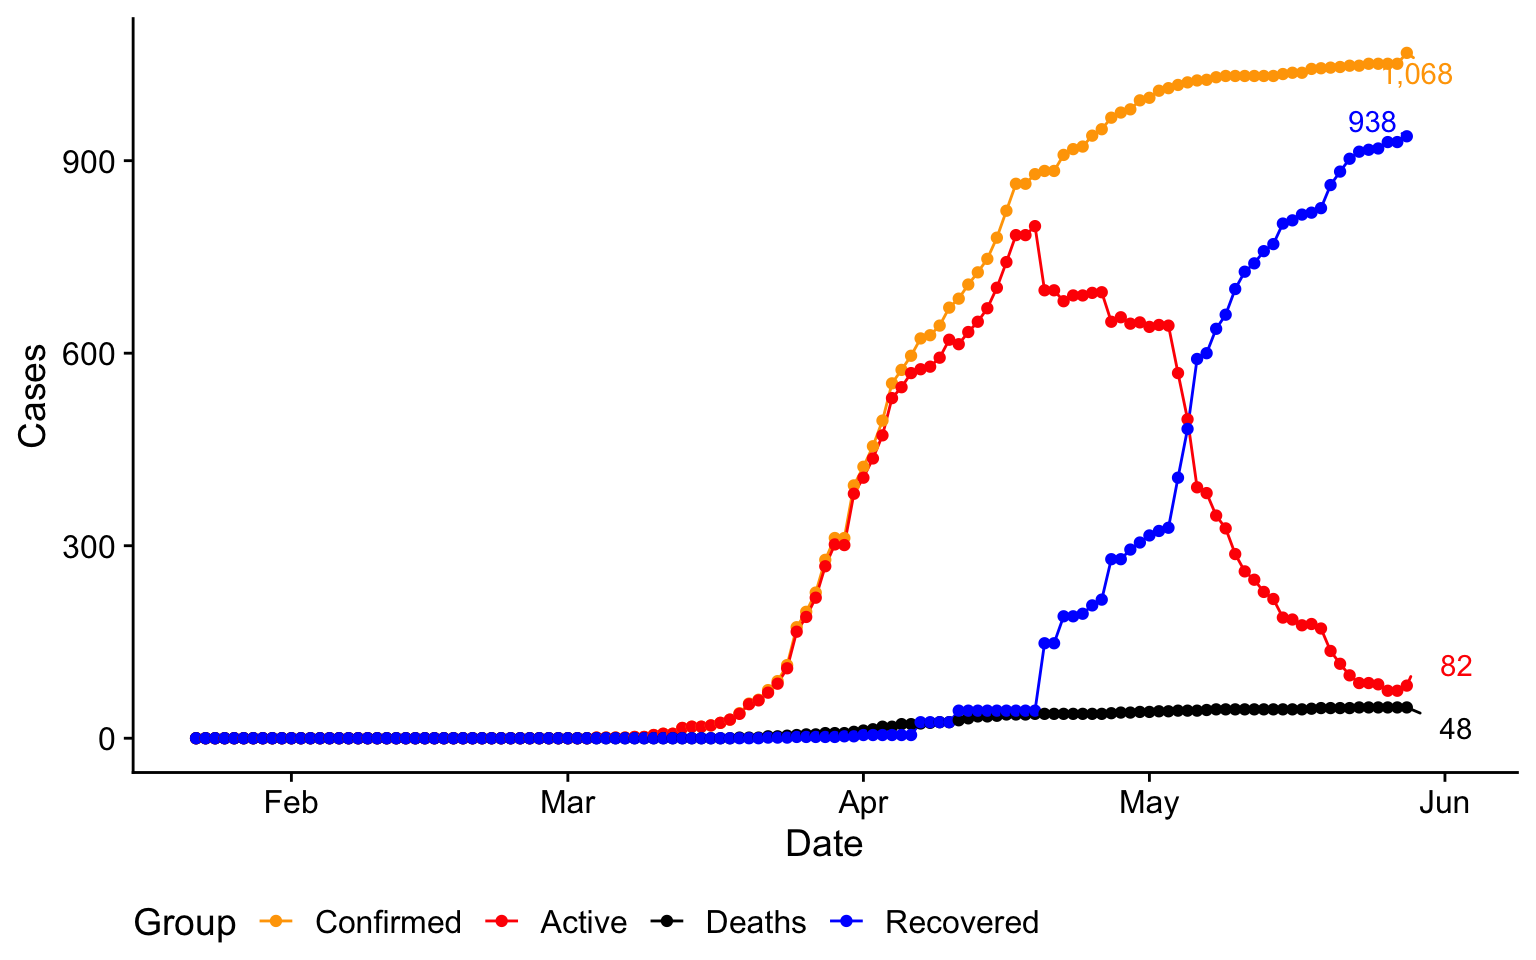 1,068
938
900
600
300
0
82
48
Cases
Feb Mar Apr May Jun
Date
Group Confirmed Active Deaths Recovered